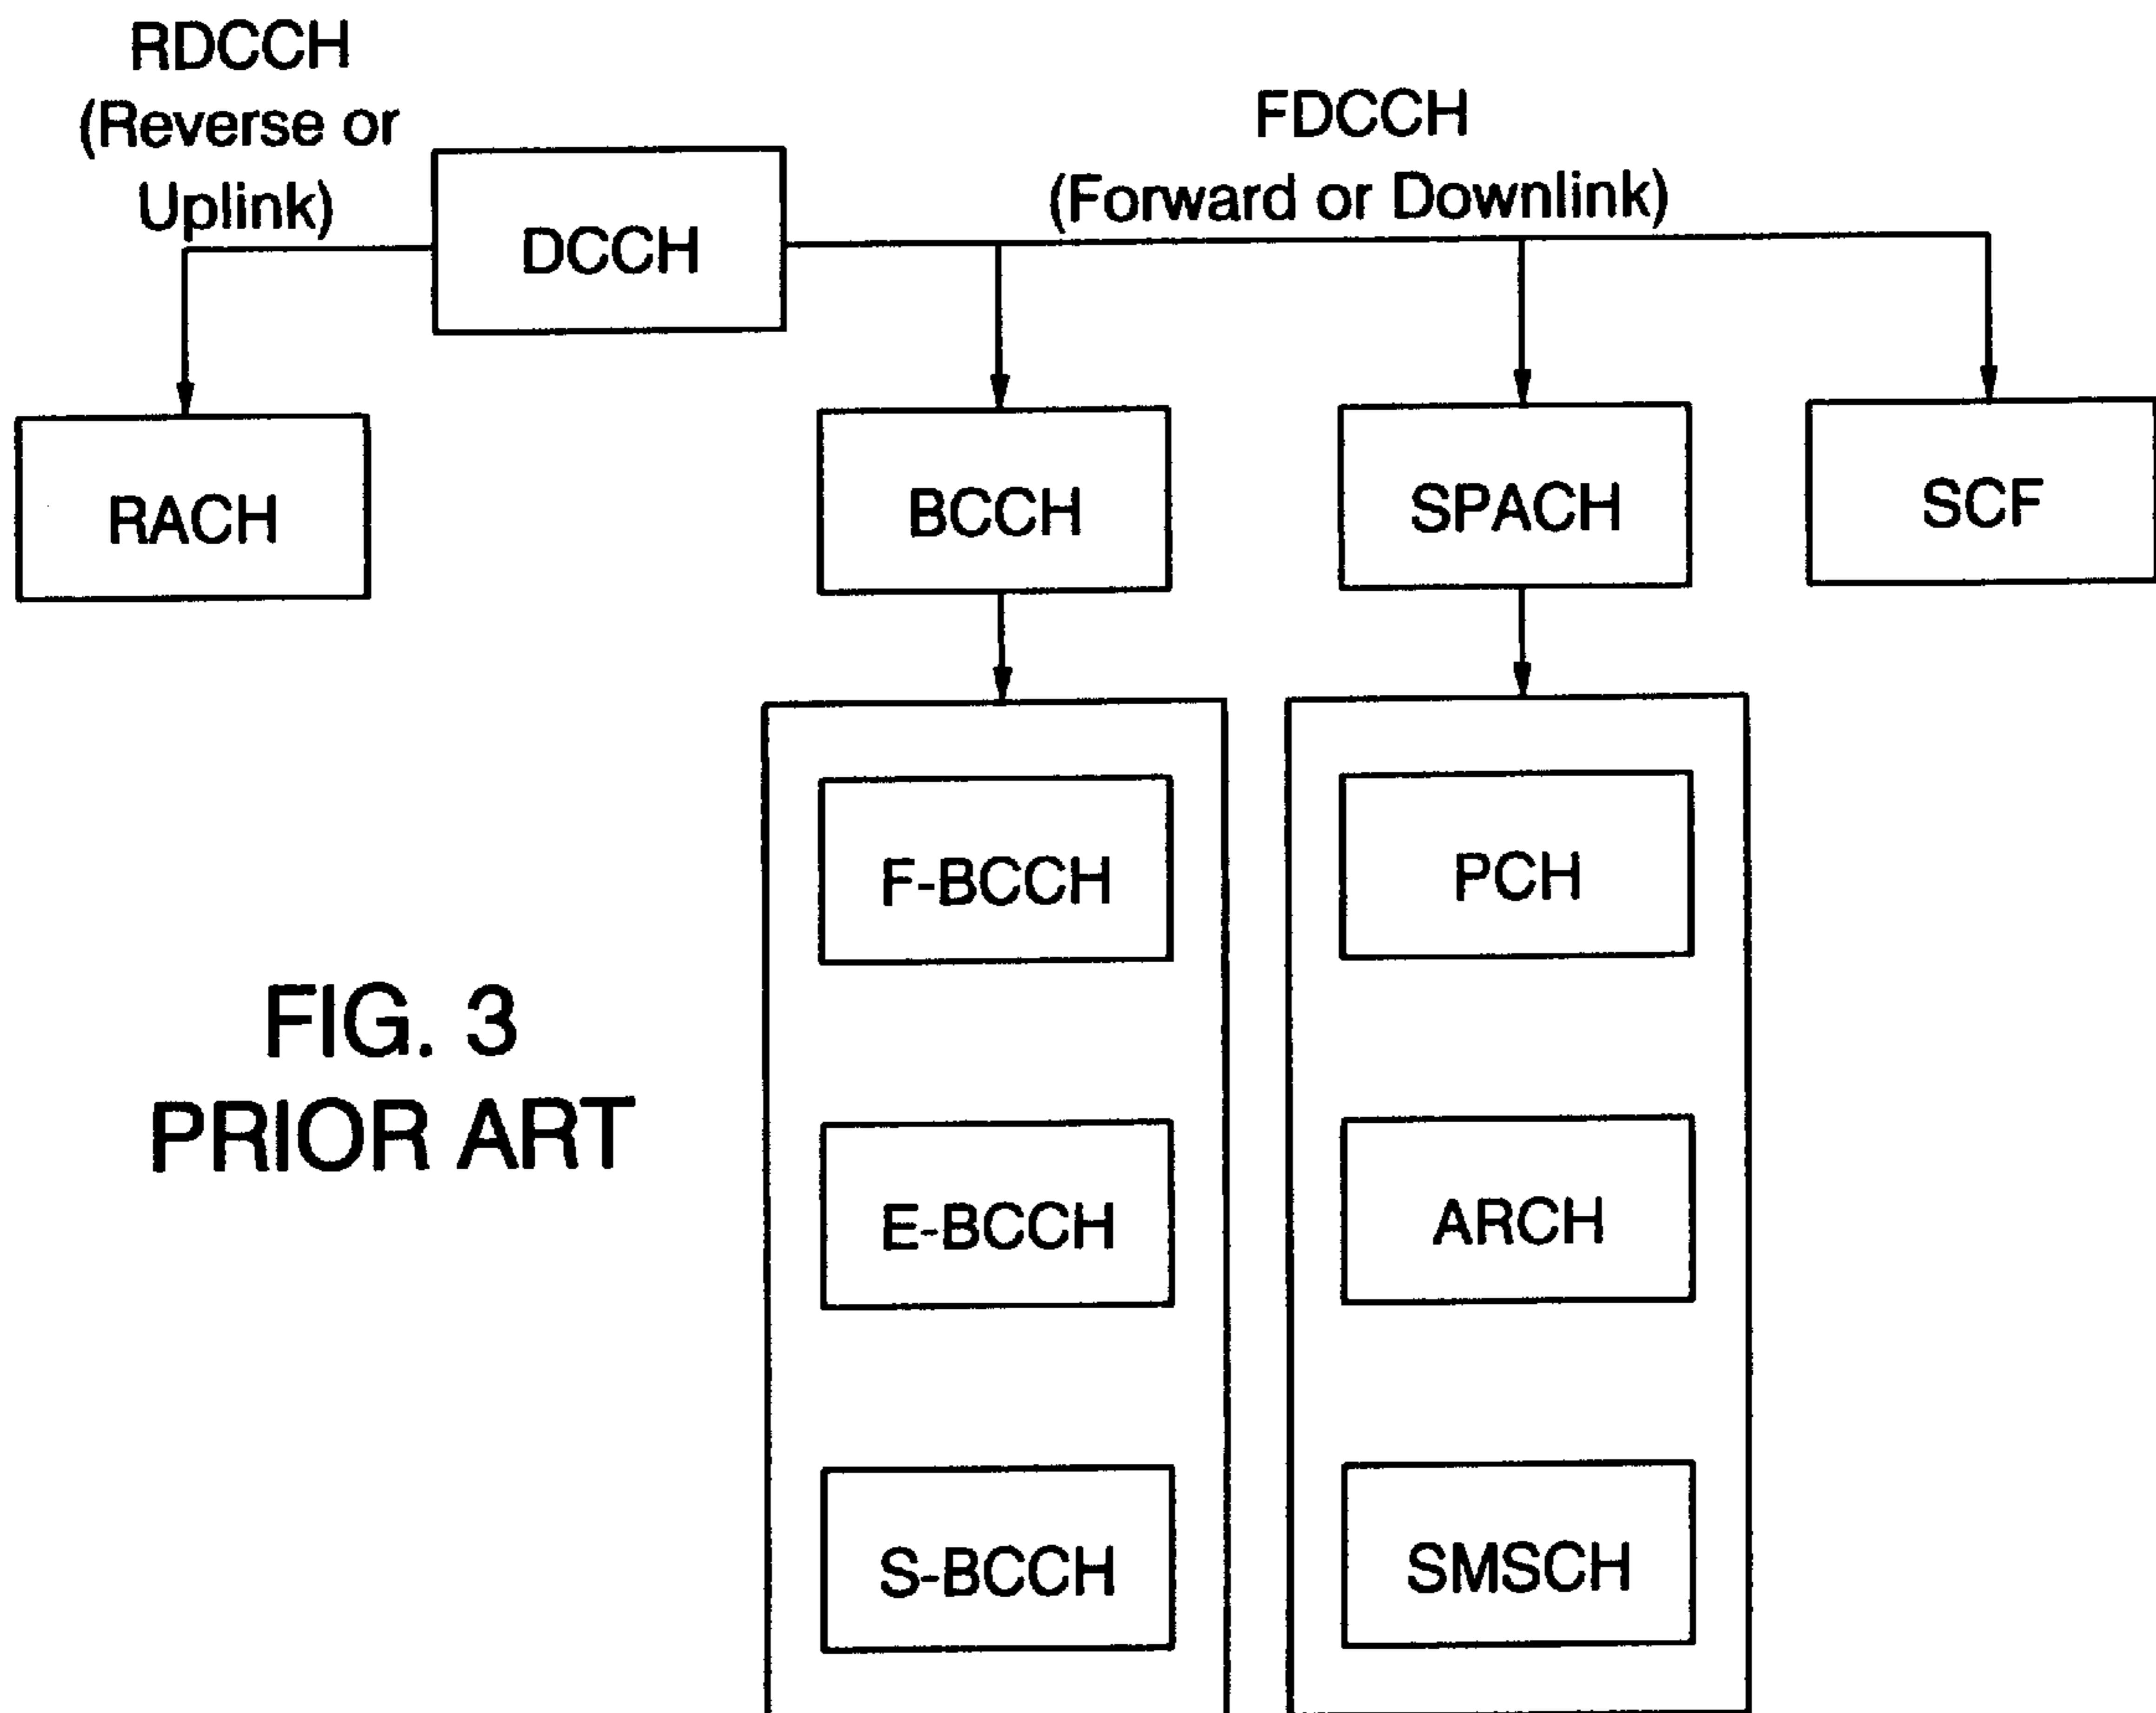 RDCCH
(Reverse or
Uplink)
FDCCH
(Forward or Downlink)
DCCH
RACH
BCCH
SPACH
SCF
F-BCCH
PCH
FIG. 3
PRIOR ART
E-BCCH
ARCH
S-BCCH
SMSCH